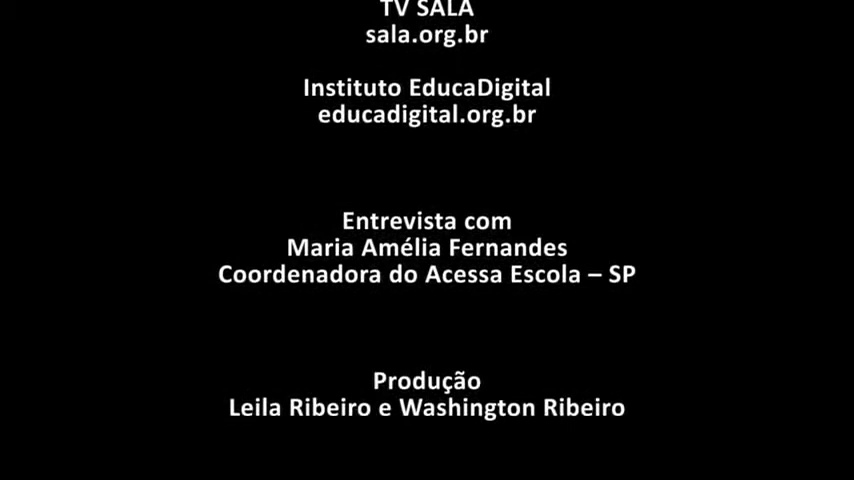 TV SALA
sala.org.br
Instituto EducaDigital
educadigital.org.br
Entrevista com
Maria Amélia Fernandes
Coordenadora do Acessa Escola – SP
Produção
Leila Ribeiro e Washington Ribeiro